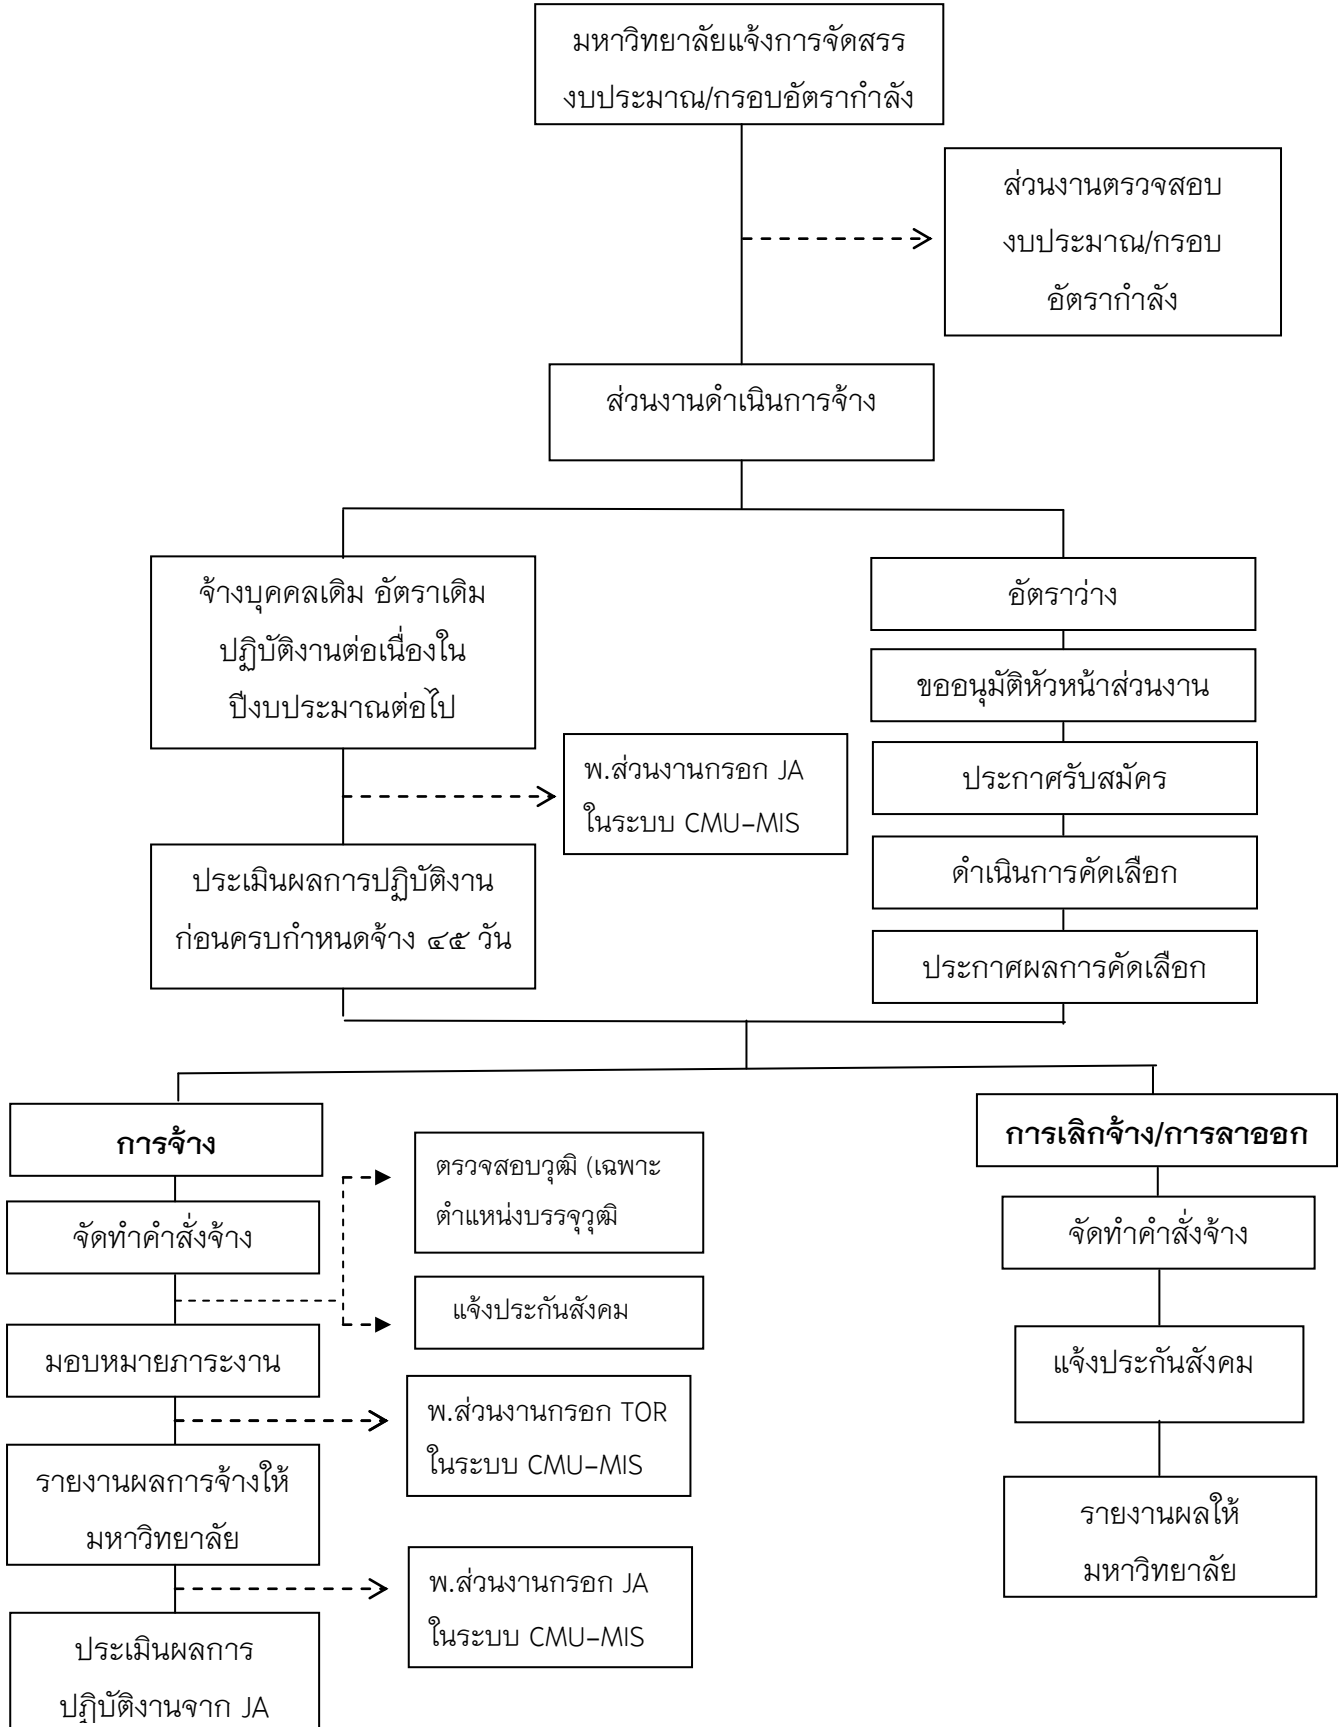 มหาวิทยาลัยแจ้งการจัดสรร
งบประมาณ/กรอบอัตรากำลัง
ส่วนงานตรวจสอบ
งบประมาณ/กรอบ
อัตรากำลัง
ส่วนงานดำเนินการจ้าง
จ้างบุคคลเดิม อัตราเดิม
ปฏิบัติงานต่อเนื่องใน
ปีงบประมาณต่อไป
พ.ส่วนงานกรอก JA
ในระบบ CMU-MIS
ประเมินผลการปฏิบัติงาน
ก่อนครบกำหนดจ้าง ๔๕ วัน
อัตราว่าง
ขออนุมัติหัวหน้าส่วนงาน
ประกาศรับสมัคร
ดำเนินการคัดเลือก
ประกาศผลการคัดเลือก
การจ้าง
จัดทำคำสั่งจ้าง
ตรวจสอบวุฒิ (เฉพาะ
ตำแหน่งบรรจุวุฒิ
แจ้งประกันสังคม
มอบหมายภาระงาน
พ.ส่วนงานกรอก TOR
ในระบบ CMU-MIS
รายงานผลการจ้างให้
มหาวิทยาลัย
พ.ส่วนงานกรอก JA
ในระบบ CMU-MIS
ประเมินผลการ
ปฏิบัติงานจาก JA
การเลิกจ้าง/การลาออก
จัดทำคำสั่งจ้าง
แจ้งประกันสังคม
รายงานผลให้
มหาวิทยาลัย